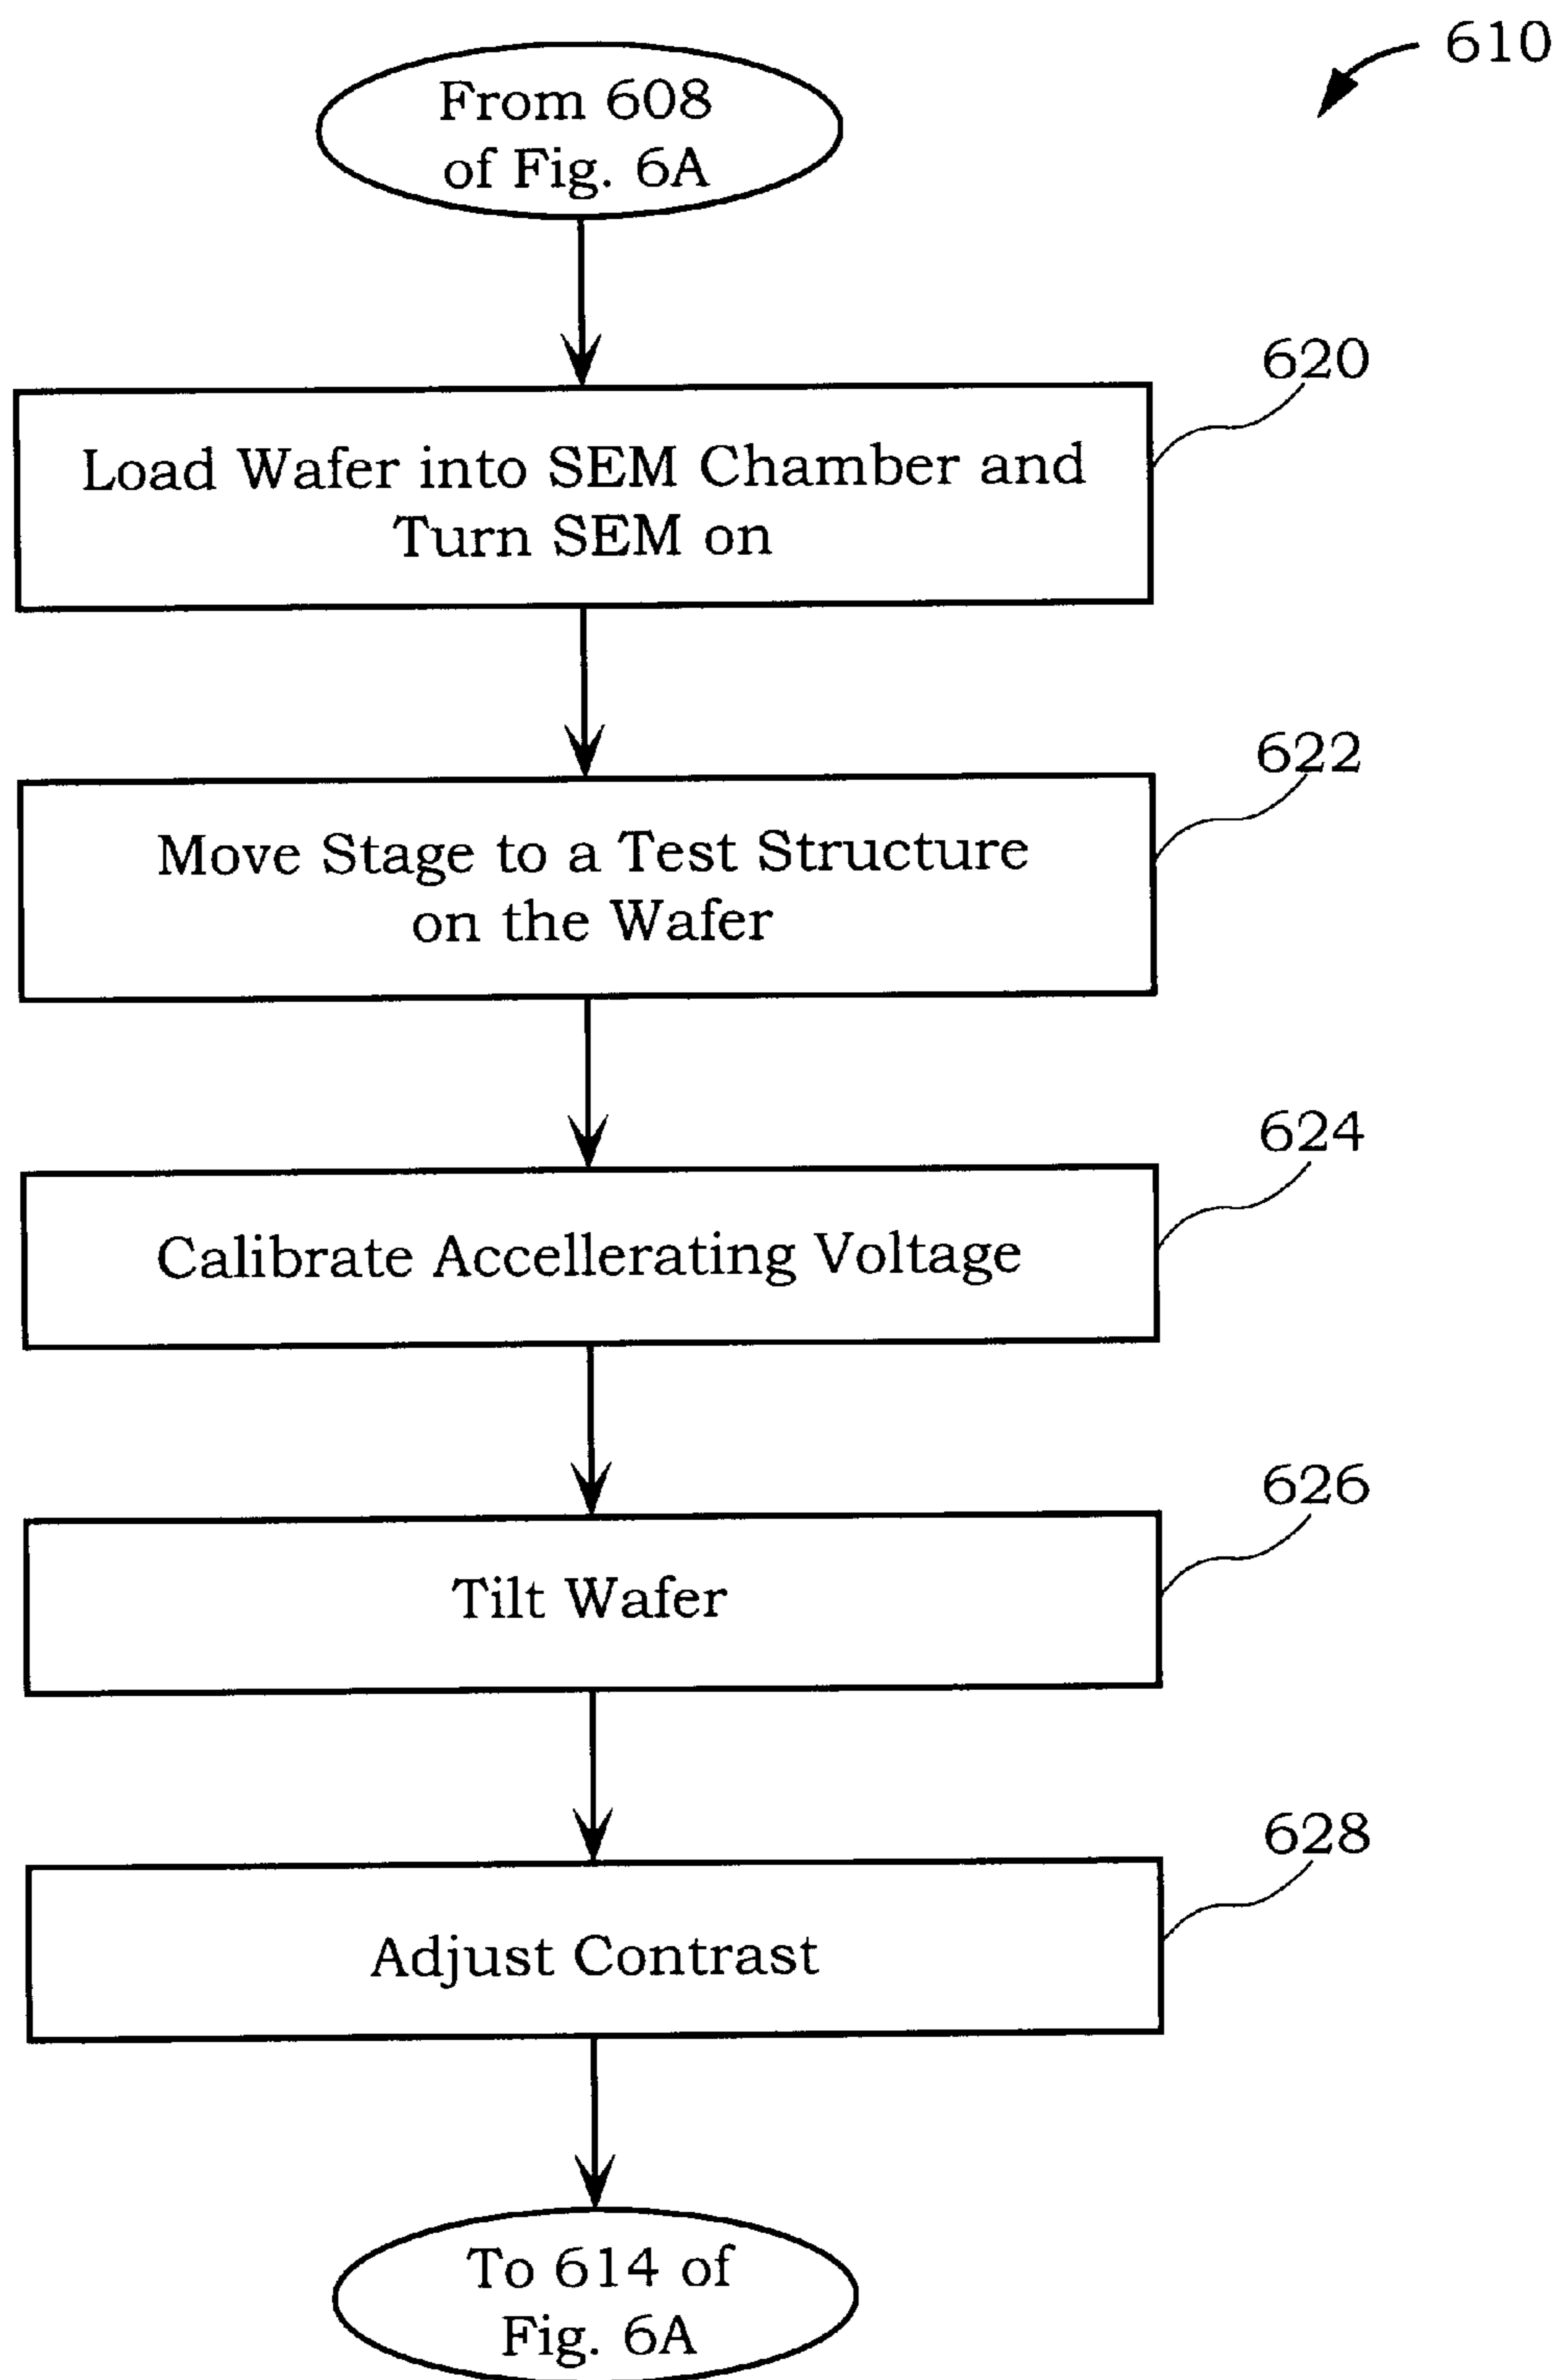 610
From 608
of Fig. 6A
620
Load Wafer into SEM Chamber and
Turn SEM on
622
Move Stage to a Test Structure
on the Wafer
624
Calibrate Accellerating Voltage
626
Tilt Wafer
628
Adjust Contrast
To 614 of
Fig. 6A